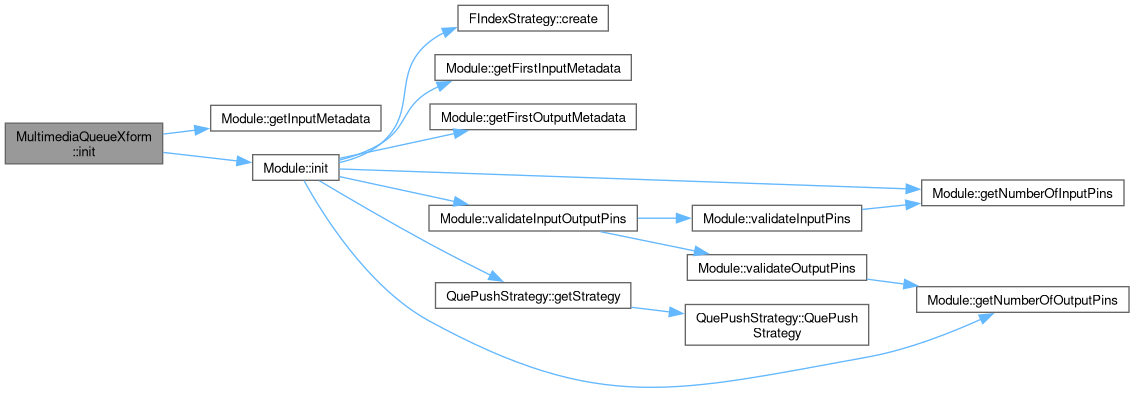 MultimediaQueueXform
::init
Module::getInputMetadata
Module::init
FIndexStrategy::create
Module::getFirstInputMetadata
Module::getFirstOutputMetadata
Module::validateInputOutputPins
QuePushStrategy::getStrategy
Module::validateInputPins
Module::validateOutputPins
QuePushStrategy::QuePush
Strategy
Module::getNumberOfInputPins
Module::getNumberOfOutputPins